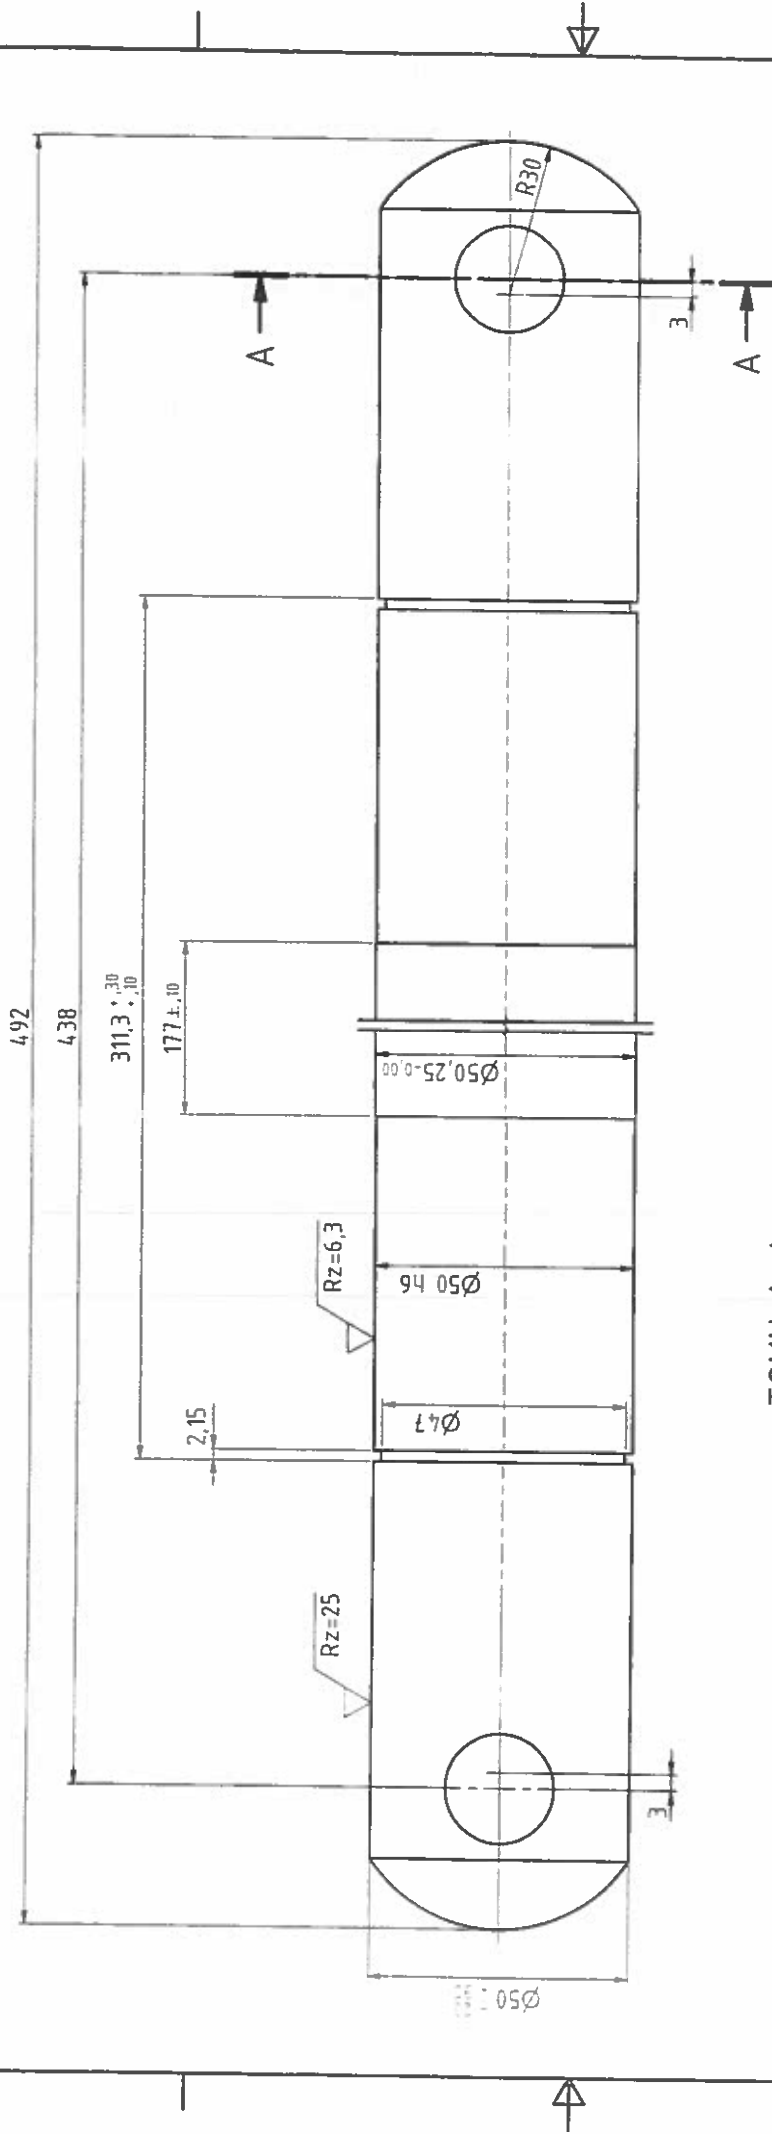 492
438
311,3 +,30 +,10
177 ±,10
2,15
Rz=25
Rz=6,3
Ø50
Ø47
Ø50 h6
Ø50,25-0,00
R30
3
3
A
A